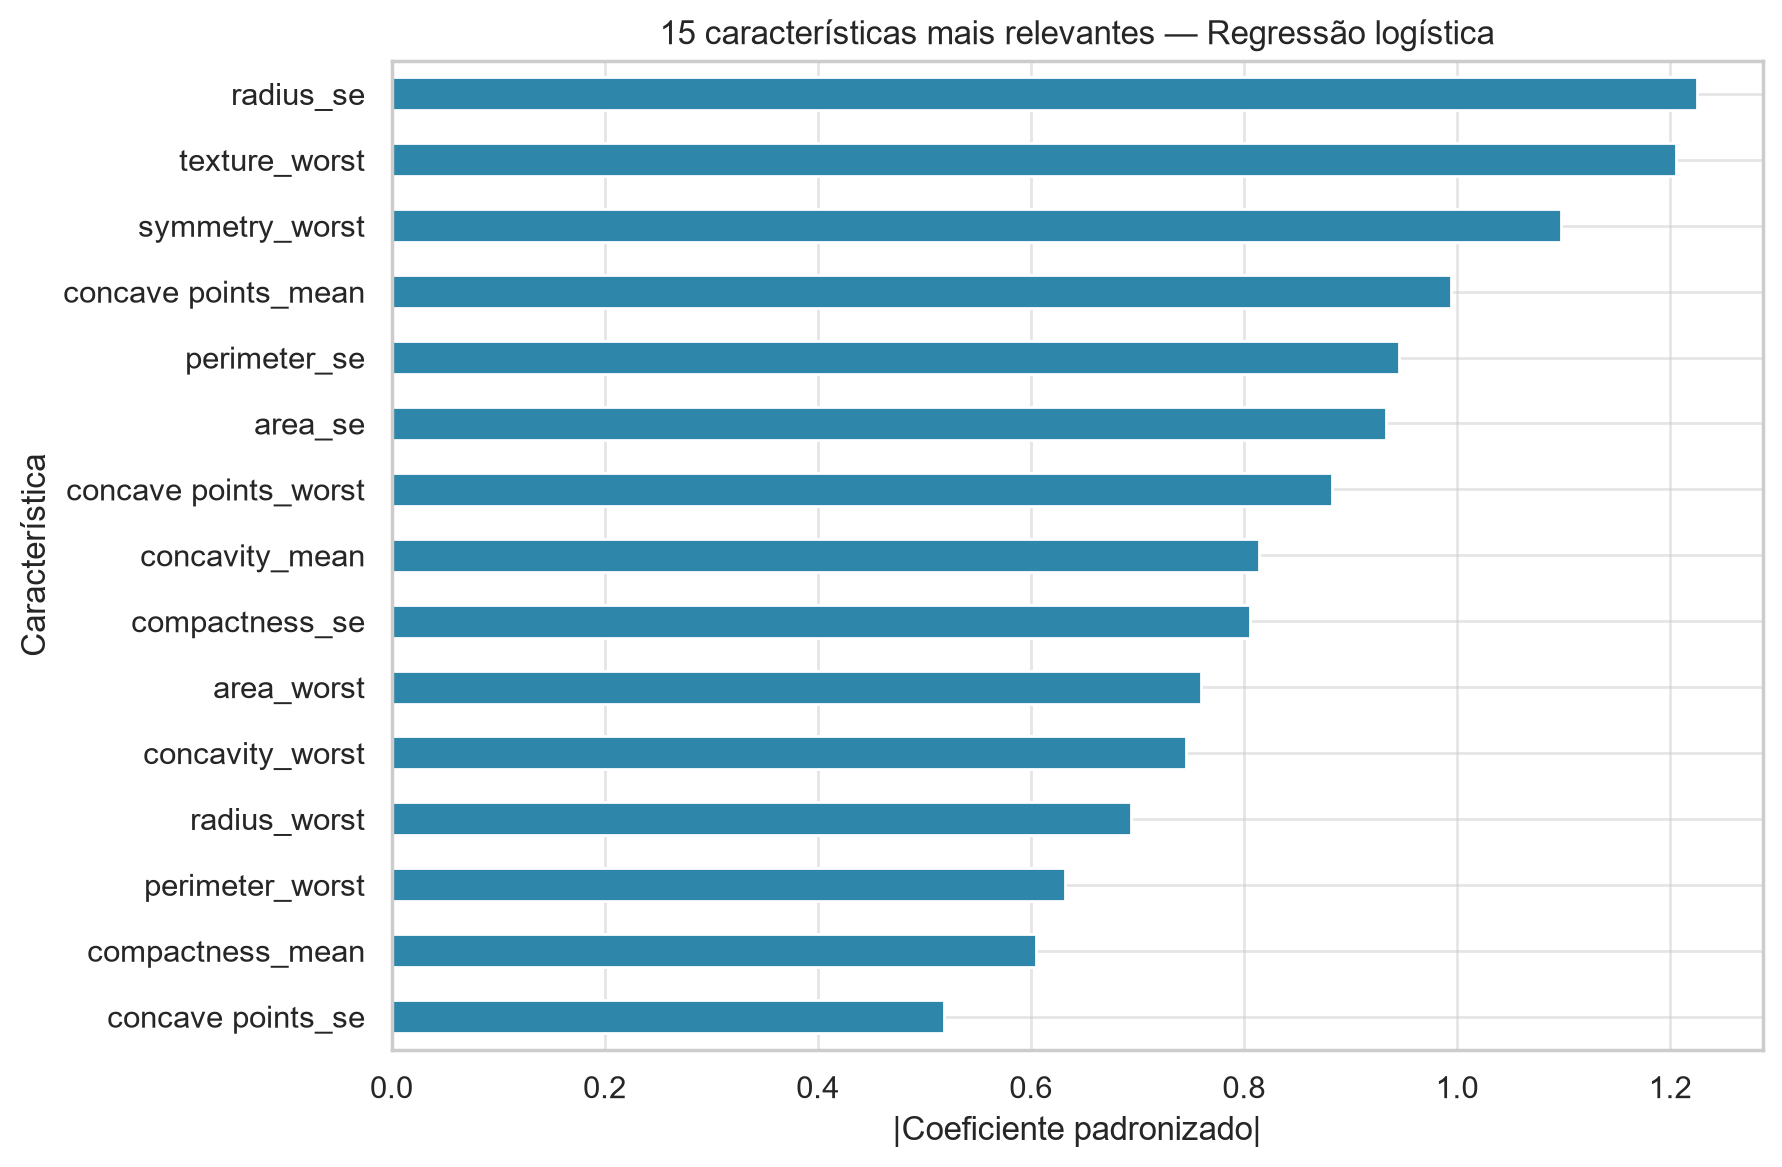 15 características mais relevantes — Regressão logística
Característica
radius_se
texture_worst
symmetry_worst
concave points_mean
perimeter_se
area_se
concave points_worst
concavity_mean
compactness_se
area_worst
concavity_worst
radius_worst
perimeter_worst
compactness_mean
concave points_se
0.0 0.2 0.4 0.6 0.8 1.0 1.2
|Coeficiente padronizado|